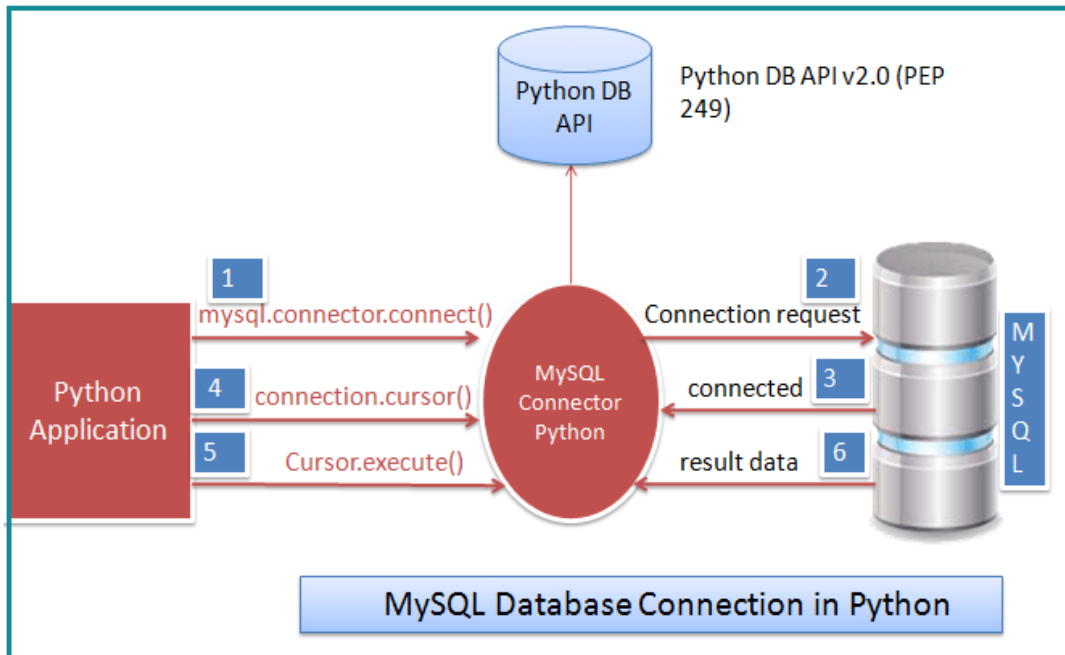 Python DB
API
Python DB API v2.0 (PEP
249)
1
mysql.connector.connect()
2
Connection request
Python
Application
4
connection.cursor()
MySQL
Connector
Python
3
connected
5
Cursor.execute()
6
result data
M
Y
S
Q
L
MySQL Database Connection in Python